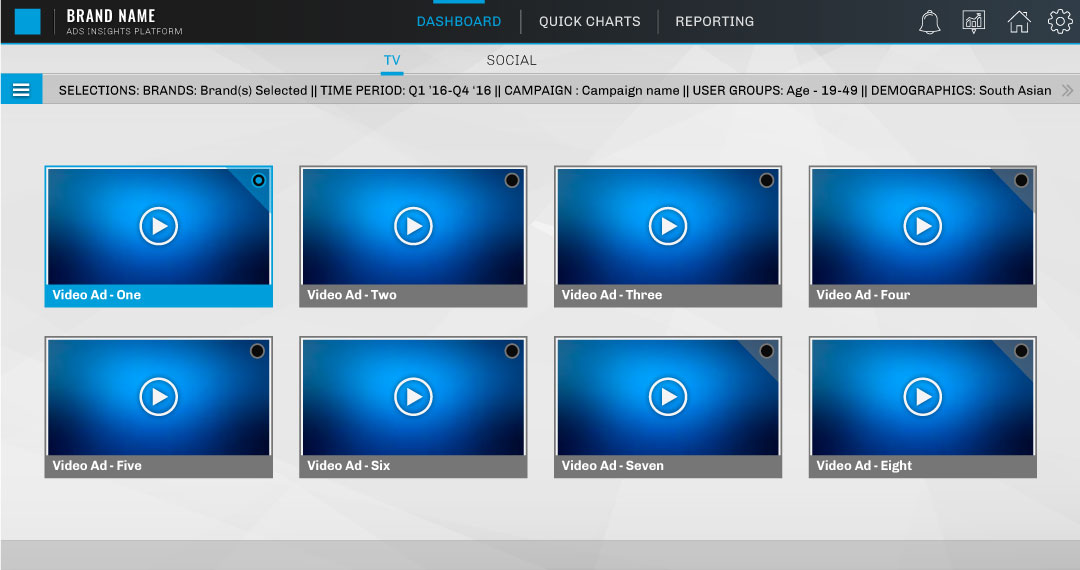 BRAND NAME
ADS INSIGHTS PLATFORM
DASHBOARD
QUICK CHARTS
REPORTING
TV
SOCIAL
SELECTIONS: BRANDS: Brand(s) Selected || TIME PERIOD: Q1 '16-Q4 '16 || CAMPAIGN : Campaign name || USER GROUPS: Age - 19-49 || DEMOGRAPHICS: South Asian
Video Ad - One
Video Ad - Two
Video Ad - Three
Video Ad - Four
Video Ad - Five
Video Ad - Six
Video Ad - Seven
Video Ad - Eight